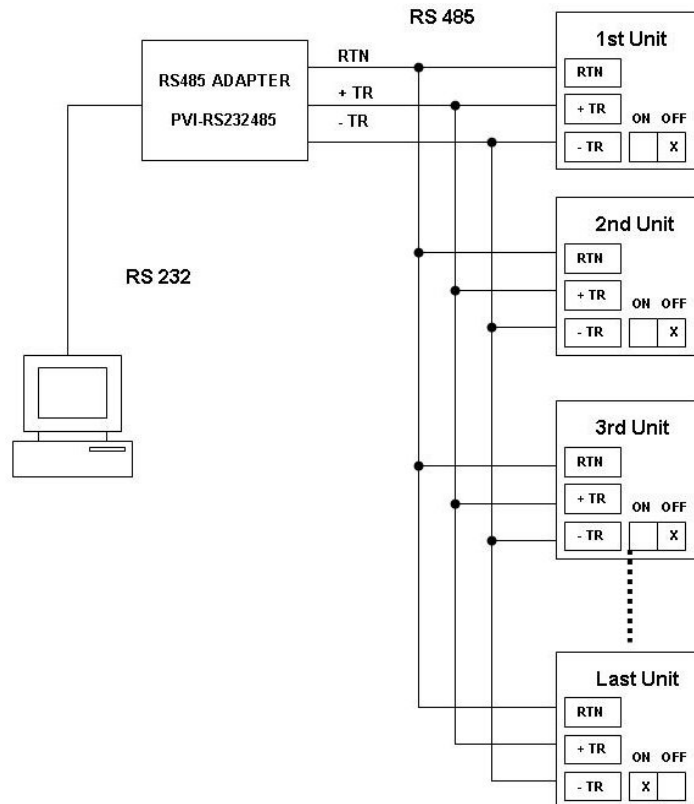 RS 485
RS485 ADAPTER
PVI-RS232485
RTN
+ TR
- TR
RS 232
1st Unit
RTN
+ TR
- TR
ON OFF
X
2nd Unit
RTN
+ TR
- TR
ON OFF
X
3rd Unit
RTN
+ TR
- TR
ON OFF
X
Last Unit
RTN
+ TR
- TR
ON OFF
X